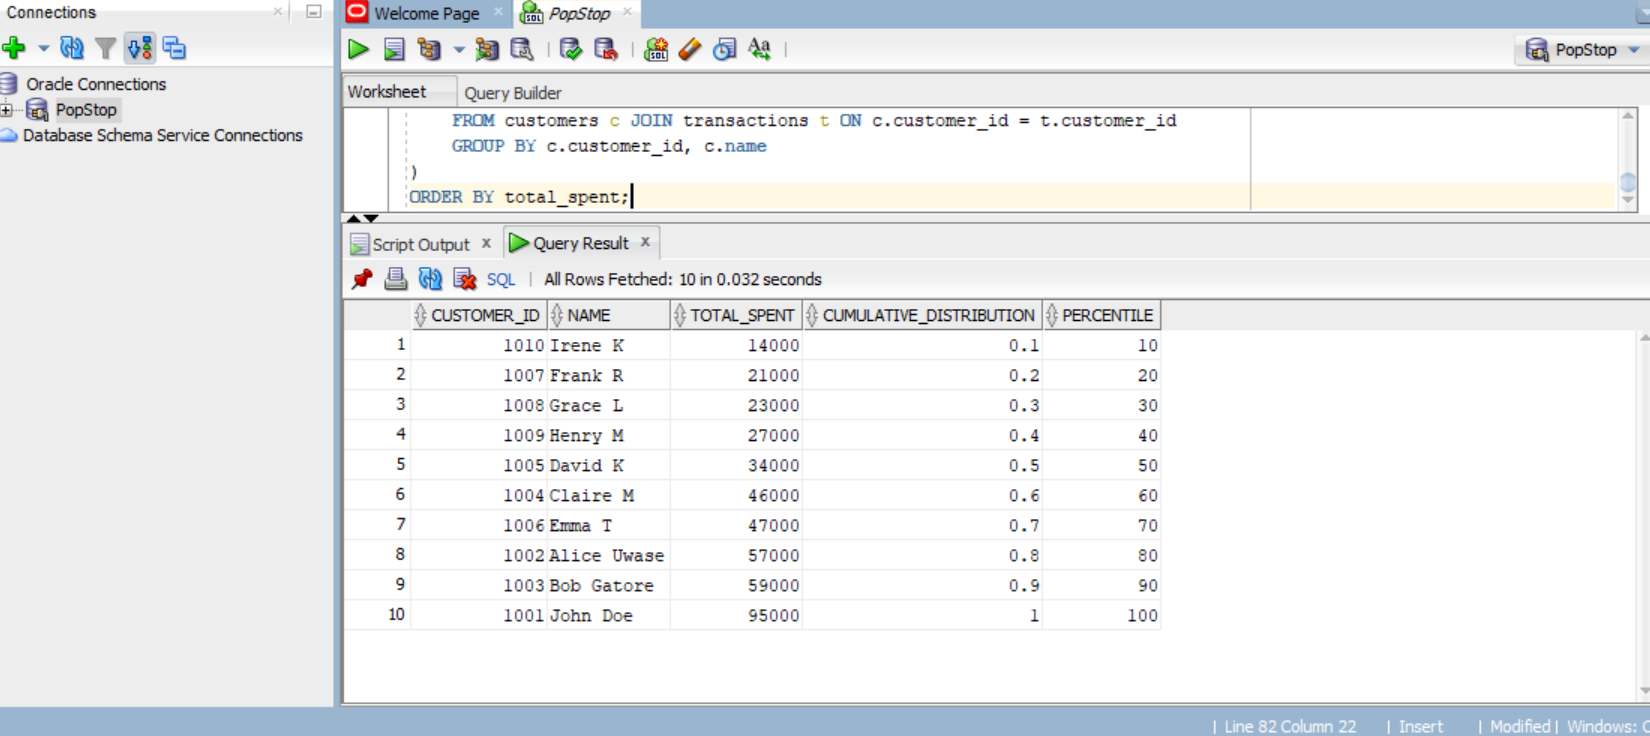 Connections
Welcome Page
PopStop
PopStop
Oracle Connections
PopStop
Database Schema Service Connections
Worksheet Query Builder
FROM customers c JOIN transactions t ON c.customer_id = t.customer_id
GROUP BY c.customer_id, c.name
)
ORDER BY total_spent;
Script Output x Query Result x
SQL | All Rows Fetched: 10 in 0.032 seconds
CUSTOMER_ID NAME TOTAL_SPENT CUMULATIVE_DISTRIBUTION PERCENTILE
1 1010 Irene K 14000 0.1 10
2 1007 Frank R 21000 0.2 20
3 1008 Grace L 23000 0.3 30
4 1009 Henry M 27000 0.4 40
5 1005 David K 34000 0.5 50
6 1004 Claire M 46000 0.6 60
7 1006 Emma T 47000 0.7 70
8 1002 Alice Uwase 57000 0.8 80
9 1003 Bob Gatore 59000 0.9 90
10 1001 John Doe 95000 1 100
| Line 82 Column 22 | Insert | Modified | Windows: